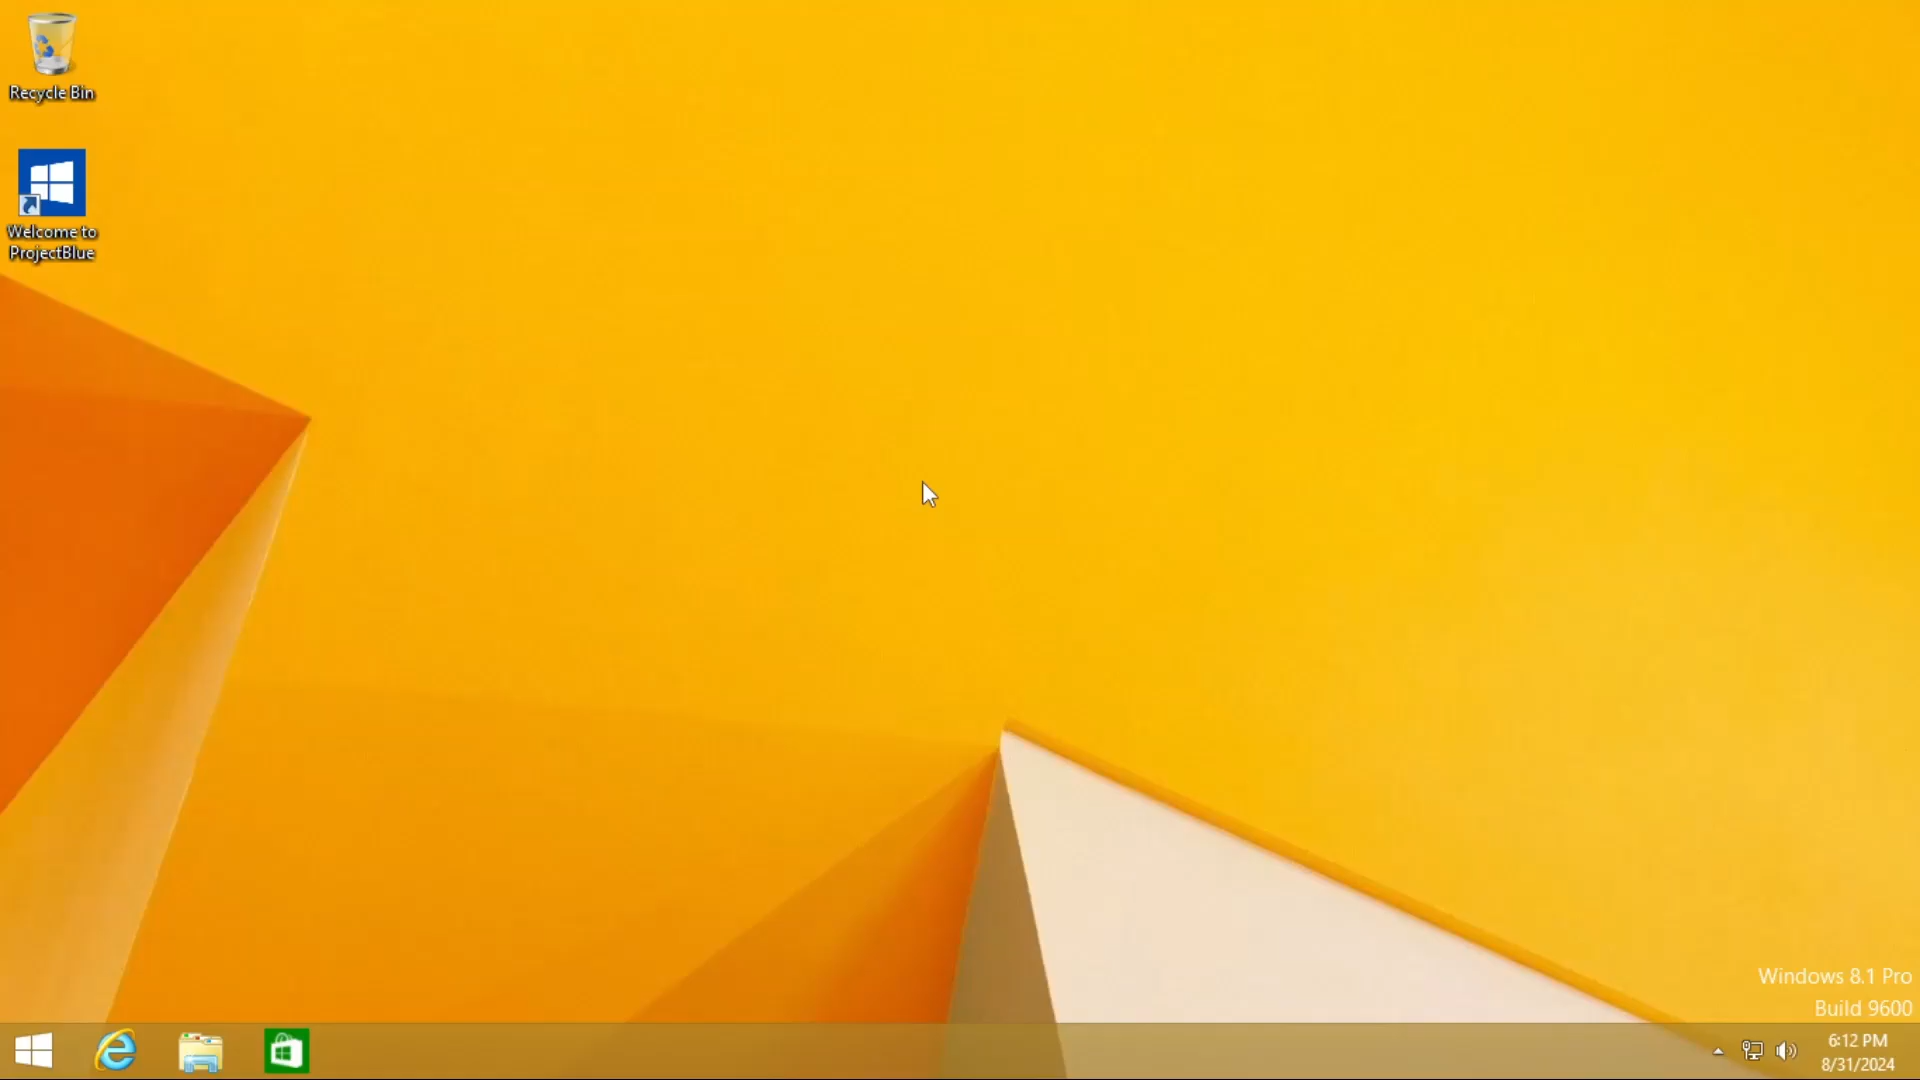 Recycle Bin
Welcome to
ProjectBlue
Windows 8.1 Pro
Build 9600
6:12 PM
8/31/2024